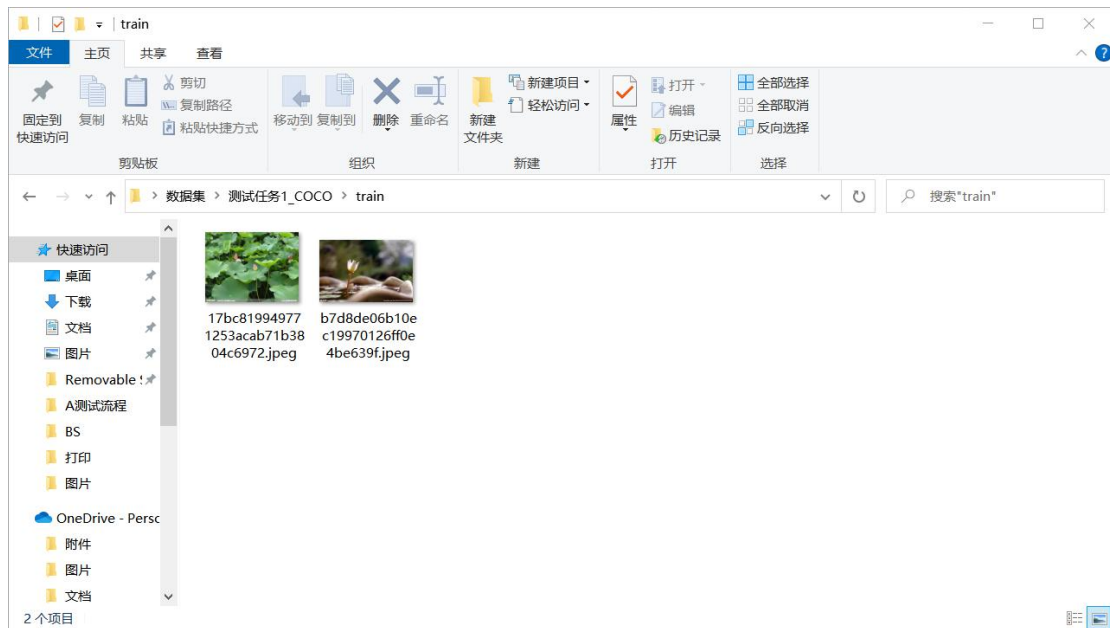 train
文件 主页 共享 查看
固定到
快速访问
复制
粘贴
剪切
复制路径
粘贴快捷方式
剪贴板
移动到 复制到 删除 重命名
组织
新建
文件夹
新建项目
轻松访问
新建
属性
打开
编辑
历史记录
打开
全部选择
全部取消
反向选择
选择
数据集 › 测试任务1_COCO › train
搜索"train"
快速访问
桌面
下载
文档
图片
Removable
A测试流程
BS
打印
图片
OneDrive - Persc
附件
图片
文档
17bc81994977
1253acab71b38
04c6972.jpeg
b7d8de06b10e
c19970126ff0e
4be639f.jpeg
2 个项目